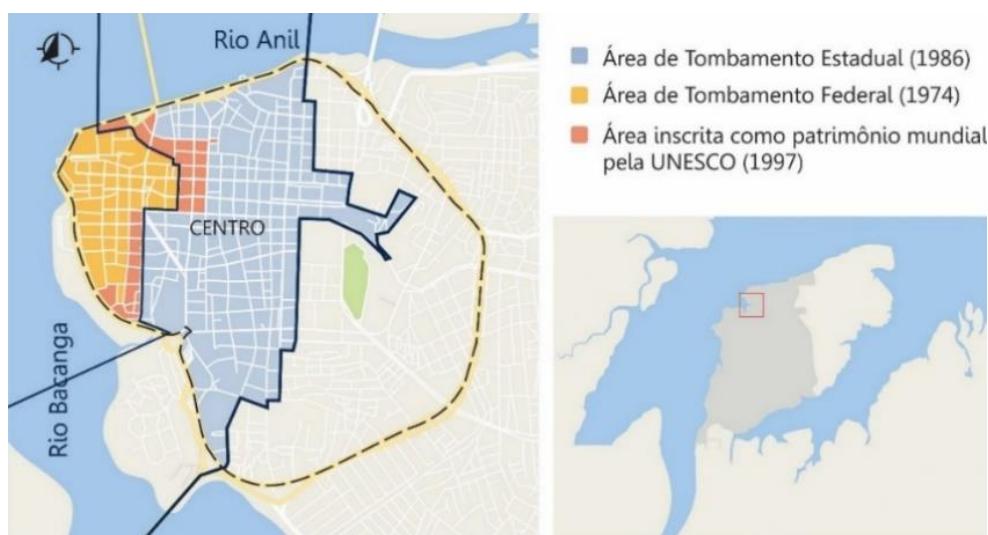 Rio Anil
CENTRO
Rio Bacanga
Área de Tombamento Estadual (1986)
Área de Tombamento Federal (1974)
Área inscrita como patrimônio mundial
pela UNESCO (1997)